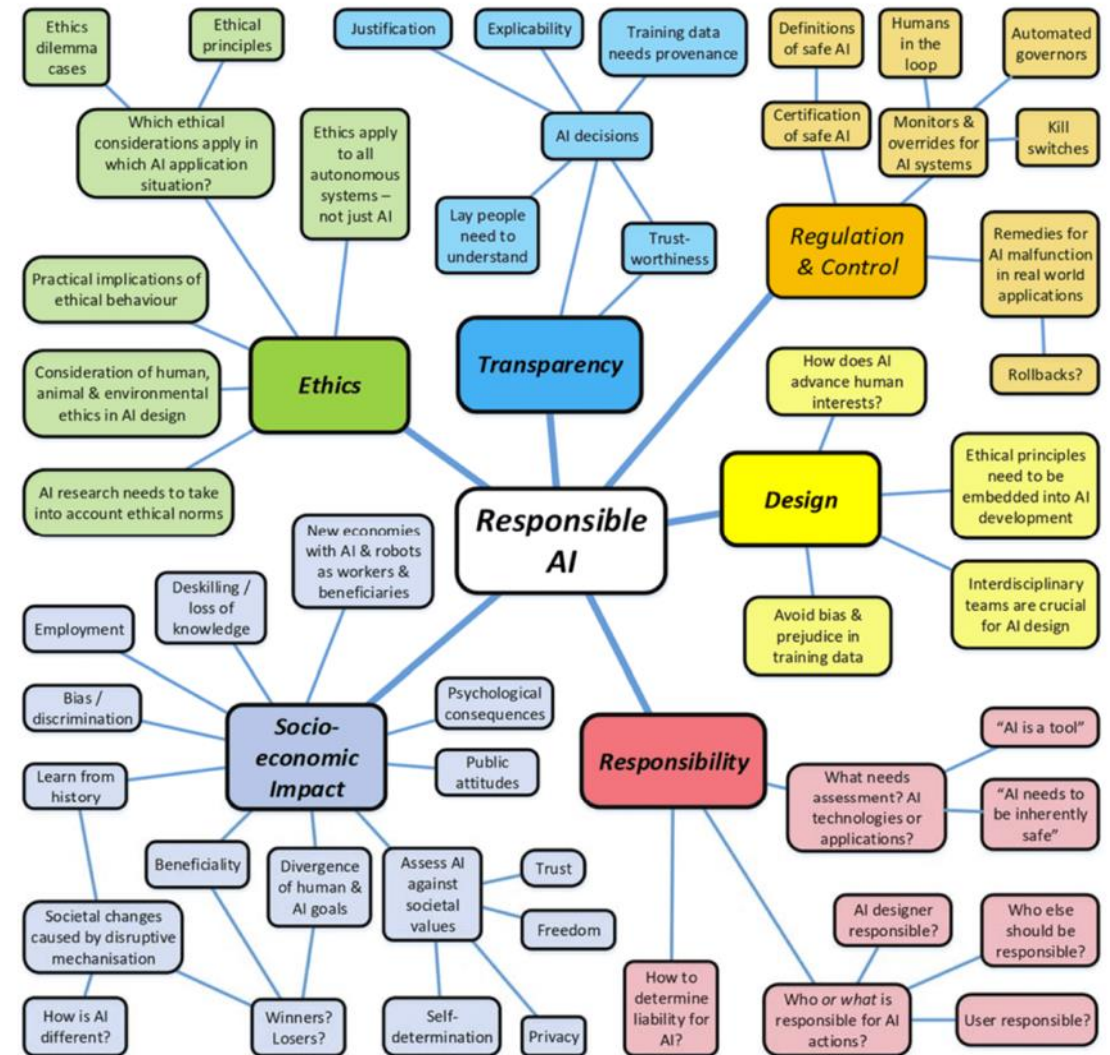 Ethics
dilemma
cases
Ethical
principles
Which ethical
considerations apply in
which AI application
situation?
Ethics apply
to all
autonomous
systems –
not just AI
Practical implications of
ethical behaviour
Consideration of human,
animal & environmental
ethics in AI design
AI research needs to take
into account ethical norms
Ethics
Justification
Explicability
Training data
needs provenance
AI decisions
Lay people
need to
understand
Trust-
worthiness
Transparency
Definitions
of safe AI
Humans
in the
loop
Automated
governors
Certification
of safe AI
Monitors &
overrides for
AI systems
Kill
switches
Regulation
& Control
Remedies for
AI malfunction
in real world
applications
Rollbacks?
How does AI
advance human
interests?
Design
Ethical principles
need to be
embedded into AI
development
Interdisciplinary
teams are crucial
for AI design
Avoid bias &
prejudice in
training data
Responsible
AI
New economies
with AI & robots
as workers &
beneficiaries
Deskilling /
loss of
knowledge
Employment
Bias /
discrimination
Learn from
history
Socio-
economic
Impact
Psychological
consequences
Public
attitudes
Beneficiality
Divergence
of human &
AI goals
Assess AI
against
societal
values
Trust
Freedom
Societal changes
caused by disruptive
mechanisation
How is AI
different?
Winners?
Losers?
Self-
determination
Privacy
Responsibility
What needs
assessment? AI
technologies or
applications?
“AI is a tool”
“AI needs to
be inherently
safe”
AI designer
responsible?
Who else
should be
responsible?
How to
determine
liability for
AI?
Who or what is
responsible for AI
actions?
User responsible?